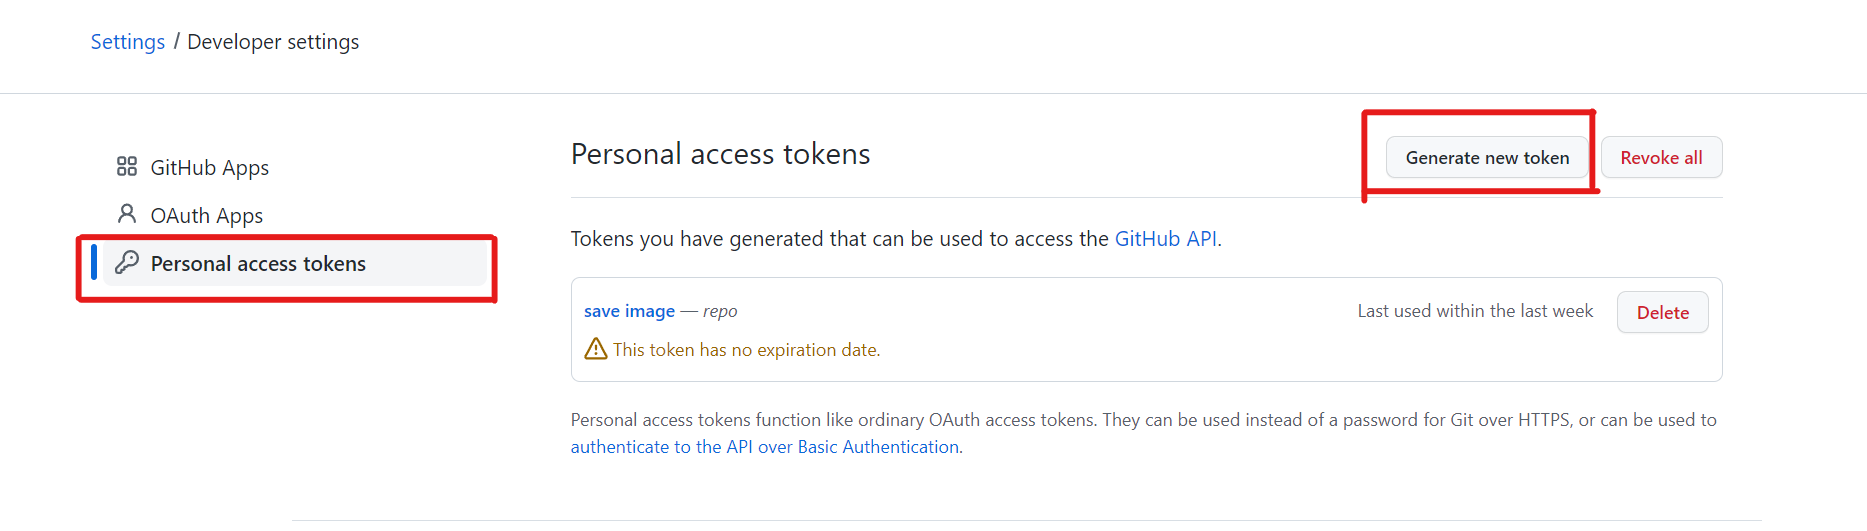 Settings / Developer settings
GitHub Apps
OAuth Apps
Personal access tokens
Personal access tokens
Generate new token
Revoke all
Tokens you have generated that can be used to access the GitHub API.
save image — repo
Last used within the last week
Delete
This token has no expiration date.
Personal access tokens function like ordinary OAuth access tokens. They can be used instead of a password for Git over HTTPS, or can be used to
authenticate to the API over Basic Authentication.